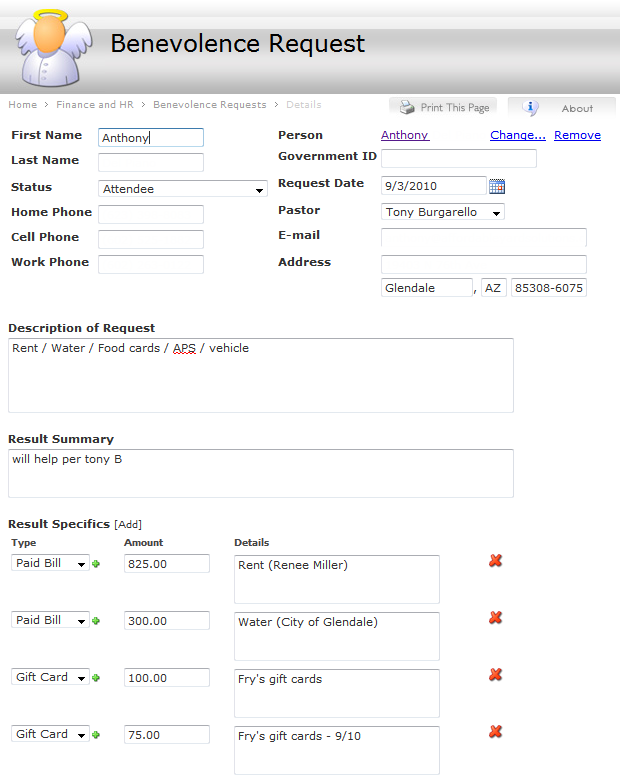 Benevolence Request
Home > Finance and HR > Benevolence Requests > Details
Print This Page
About
First Name Anthony
Person Anthony Change... Remove
Last Name
Government ID
Status Attendee
Request Date 9/3/2010
Home Phone
Pastor Tony Burgarello
Cell Phone
E-mail
Work Phone
Address
Glendale , AZ 85308-6075
Description of Request
Rent / Water / Food cards / APS / vehicle
Result Summary
will help per tony B
Result Specifics [Add]
Type Amount Details
Paid Bill 825.00 Rent (Renee Miller)
Paid Bill 300.00 Water (City of Glendale)
Gift Card 100.00 Fry's gift cards
Gift Card 75.00 Fry's gift cards - 9/10